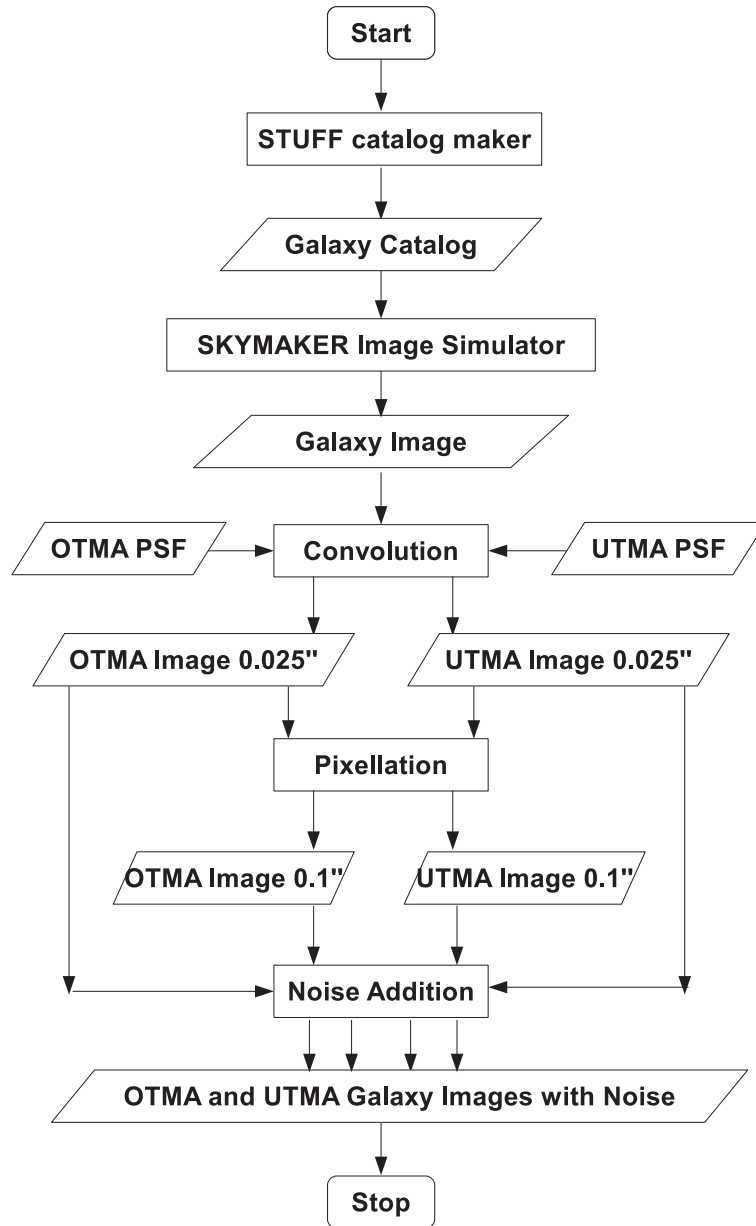 Start
STUFF catalog maker
Galaxy Catalog
SKYMAKER Image Simulator
Galaxy Image
OTMA PSF
Convolution
UTMA PSF
OTMA Image 0.025"
UTMA Image 0.025"
Pixellation
OTMA Image 0.1"
UTMA Image 0.1"
Noise Addition
OTMA and UTMA Galaxy Images with Noise
Stop